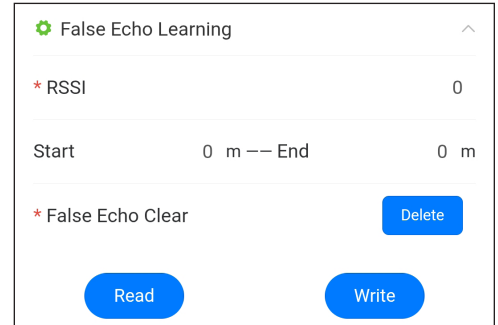 False Echo Learning
* RSSI 0
Start 0 m —— End 0 m
* False Echo Clear Delete
Read Write